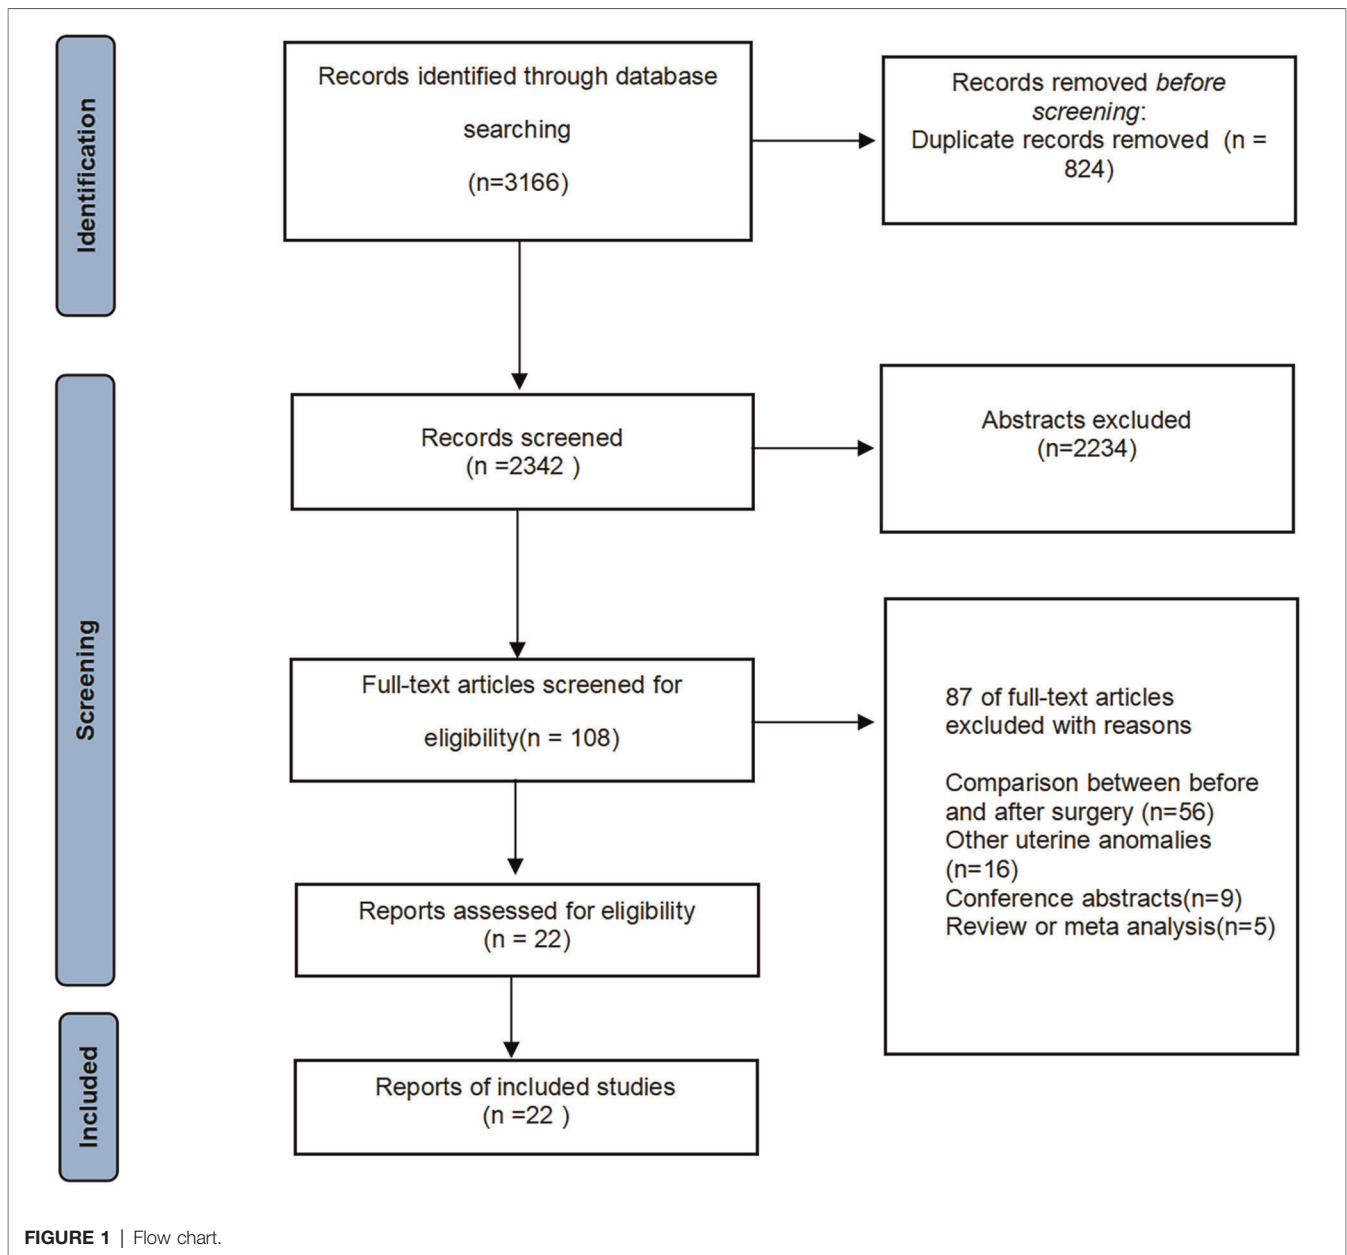 Identification
Records identified through database
searching
(n=3166)
Records removed before
screening:
Duplicate records removed (n =
824)
Screening
Records screened
(n =2342 )
Abstracts excluded
(n=2234)
Full-text articles screened for
eligibility(n = 108)
87 of full-text articles
excluded with reasons
Comparison between before
and after surgery (n=56)
Other uterine anomalies
(n=16)
Conference abstracts(n=9)
Review or meta analysis(n=5)
Reports assessed for eligibility
(n = 22)
Included
Reports of included studies
(n =22 )
FIGURE 1 | Flow chart.